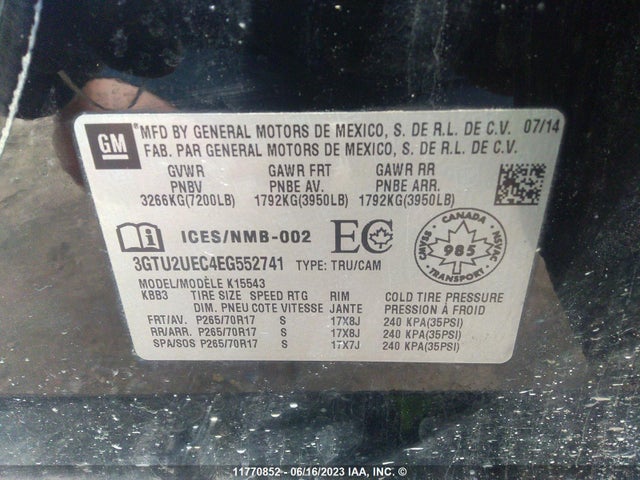 GM
MFD BY GENERAL MOTORS DE MEXICO, S. DE R.L. DE C.V. 07/14
FAB. PAR GENERAL MOTORS DE MEXICO, S. DE R.L. DE C.V.
GVWR GAWR FRT GAWR RR
PNBV PNBE AV. PNBE ARR.
3266KG(7200LB) 1792KG(3950LB) 1792KG(3950LB)
ICES/NMB-002 EC
CANADA
CMVSS 985 NSVAC
TRANSPORT
3GTU2UEC4EG552741 TYPE: TRU/CAM
MODEL/MODÈLE K15543
KBB3 TIRE SIZE SPEED RTG RIM COLD TIRE PRESSURE
DIM. PNEU COTE VITESSE JANTE PRESSION À FROID
FRT/AV. P265/70R17 S 17X8J 240 KPA(35PSI)
RR/ARR. P265/70R17 S 17X8J 240 KPA(35PSI)
SPA/SOS P265/70R17 S 17X7J 240 KPA(35PSI)
11770852 - 06/16/2023 IAA, INC. ©